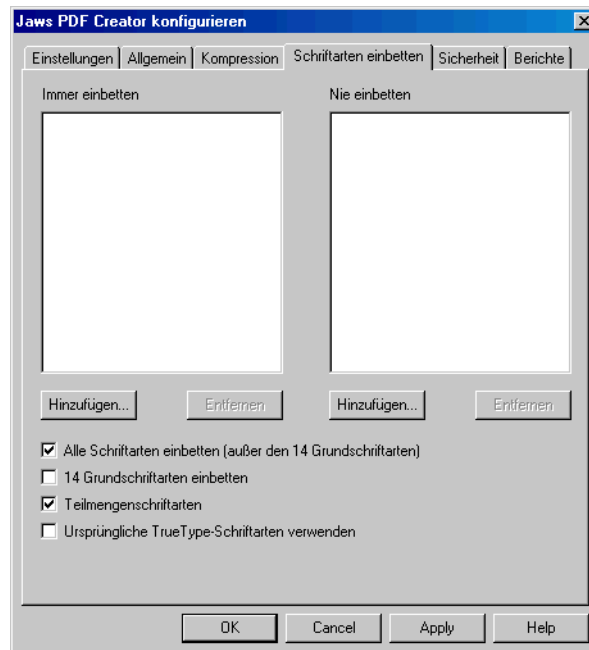 Jaws PDF Creator konfigurieren
Einstellungen Allgemein Kompression Schriftarten einbetten Sicherheit Berichte
Immer einbetten Nie einbetten
Hinzufügen... Entfernen Hinzufügen... Entfernen
Alle Schriftarten einbetten (außer den 14 Grundschriftarten)
14 Grundschriftarten einbetten
Teilmengenschriftarten
Ursprüngliche TrueType-Schriftarten verwenden
OK Cancel Apply Help